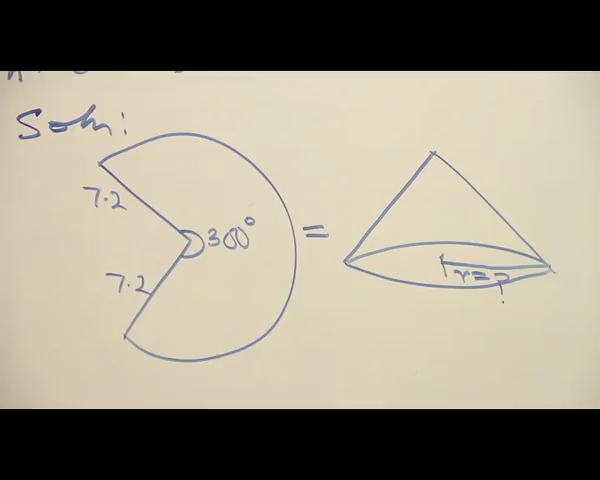 Soln:
7.2
300°
=
7.2
r=?